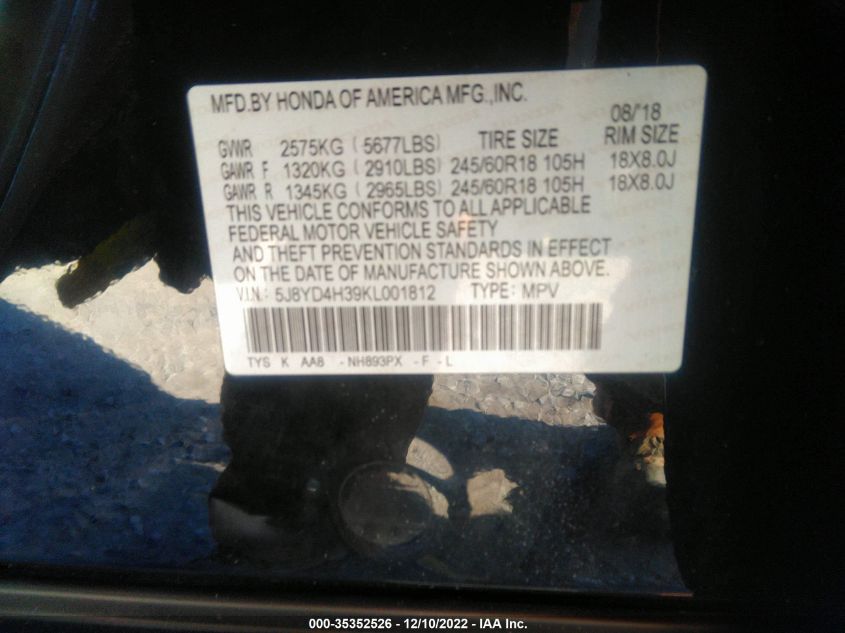 MFD.BY HONDA OF AMERICA MFG.,INC.
08/'18
GVWR 2575KG ( 5677LBS) TIRE SIZE RIM SIZE
GAWR F 1320KG ( 2910LBS) 245/60R18 105H 18X8.0J
GAWR R 1345KG ( 2965LBS) 245/60R18 105H 18X8.0J
THIS VEHICLE CONFORMS TO ALL APPLICABLE
FEDERAL MOTOR VEHICLE SAFETY
AND THEFT PREVENTION STANDARDS IN EFFECT
ON THE DATE OF MANUFACTURE SHOWN ABOVE.
V.I.N.: 5J8YD4H39KL001812 TYPE: MPV
TYS K AA8 -NH893PX -F -L
000-35352526 - 12/10/2022 - IAA Inc.